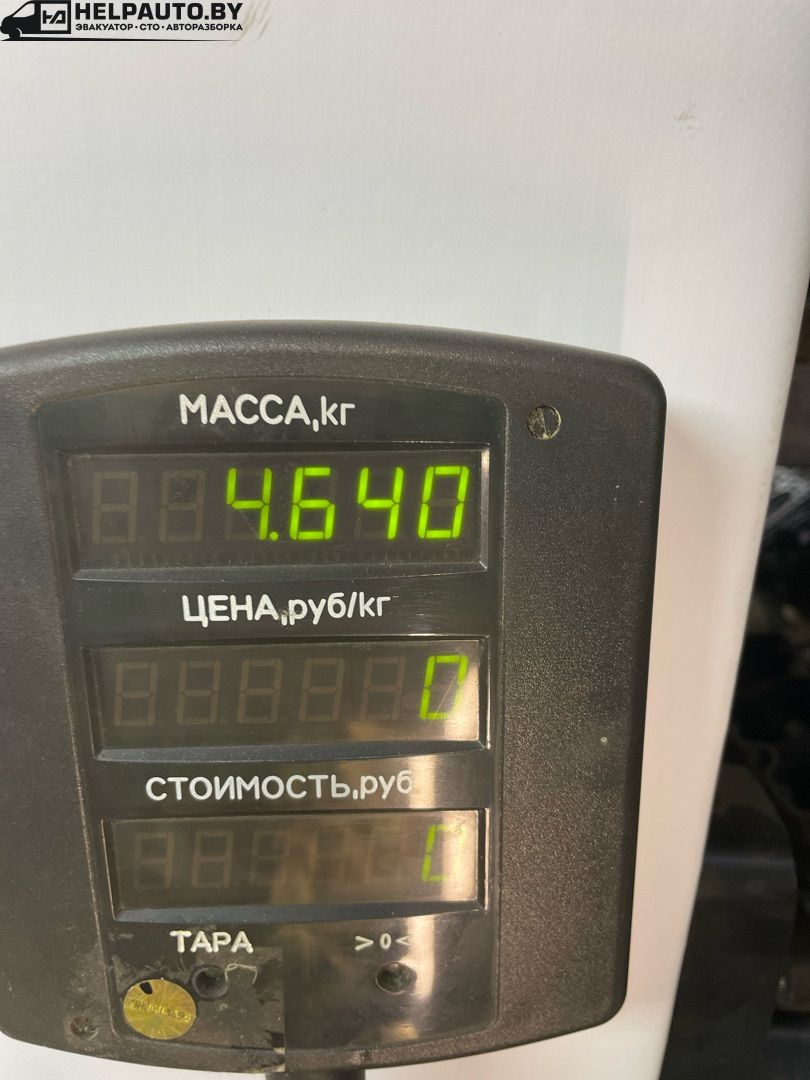 HELPAUTO.BY
ЭВАКУАТОР•СТО•АВТОРАЗБОРКА
МАССА,кг
4.640
ЦЕНА,руб/кг
0
СТОИМОСТЬ,руб
0
ТАРА >0<